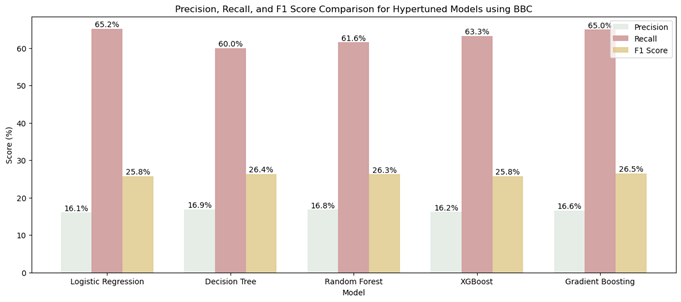 Precision, Recall, and F1 Score Comparison for Hypertuned Models using BBC
Precision
Recall
F1 Score
Score (%)
60
50
40
30
20
10
0
16.1% 65.2% 25.8%
16.9% 60.0% 26.4%
16.8% 61.6% 26.3%
16.2% 63.3% 25.8%
16.6% 65.0% 26.5%
Logistic Regression Decision Tree Random Forest XGBoost Gradient Boosting
Model